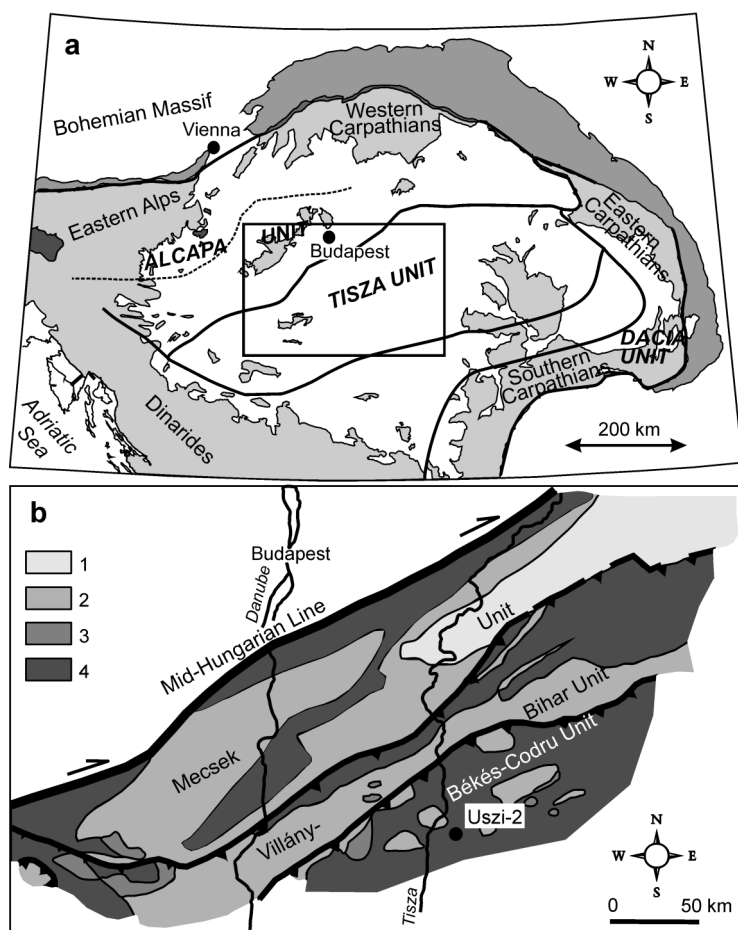 a
N
W E
S
Bohemian Massif
Vienna
Western
Carpathians
Eastern Alps
Eastern
Carpathians
ALCAPA
UNIT
Budapest
TISZA UNIT
DACIA
UNIT
Southern
Carpathians
Adriatic
Sea
Dinarides
200 km
b
1
2
3
4
Budapest
Danube
Mid-Hungarian Line
Unit
Mecsek
Bihar Unit
Békés-Codru Unit
Villány-
Uszi-2
Tisza
N
W E
S
0 50 km